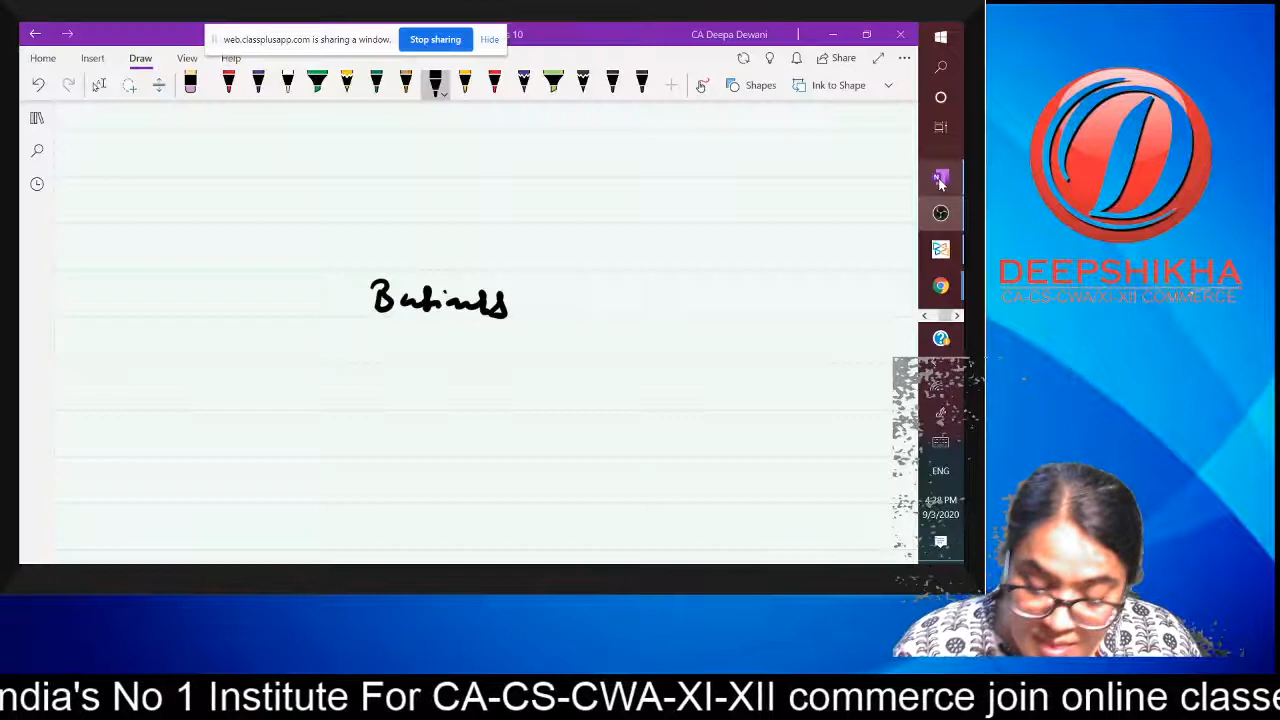 web.classplusapp.com is sharing a window. Stop sharing Hide
10 CA Deepa Dewani
Home Insert Draw View Help Share
Shapes Ink to Shape
Business
ENG
4:28 PM
9/3/2020
DEEPSHIKHA
CA-CS-CWA/XI-XII COMMERCE
ndia's No 1 Institute For CA-CS-CWA-XI-XII commerce join online classe